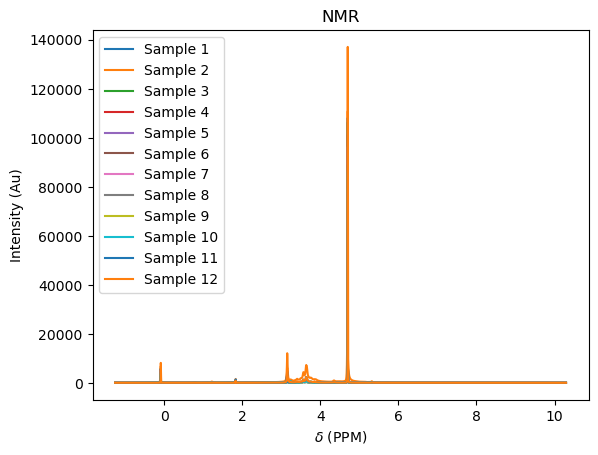 NMR
140000
120000
100000
80000
60000
40000
20000
0
Intensity (Au)
Sample 1
Sample 2
Sample 3
Sample 4
Sample 5
Sample 6
Sample 7
Sample 8
Sample 9
Sample 10
Sample 11
Sample 12
0 2 4 6 8 10
δ (PPM)